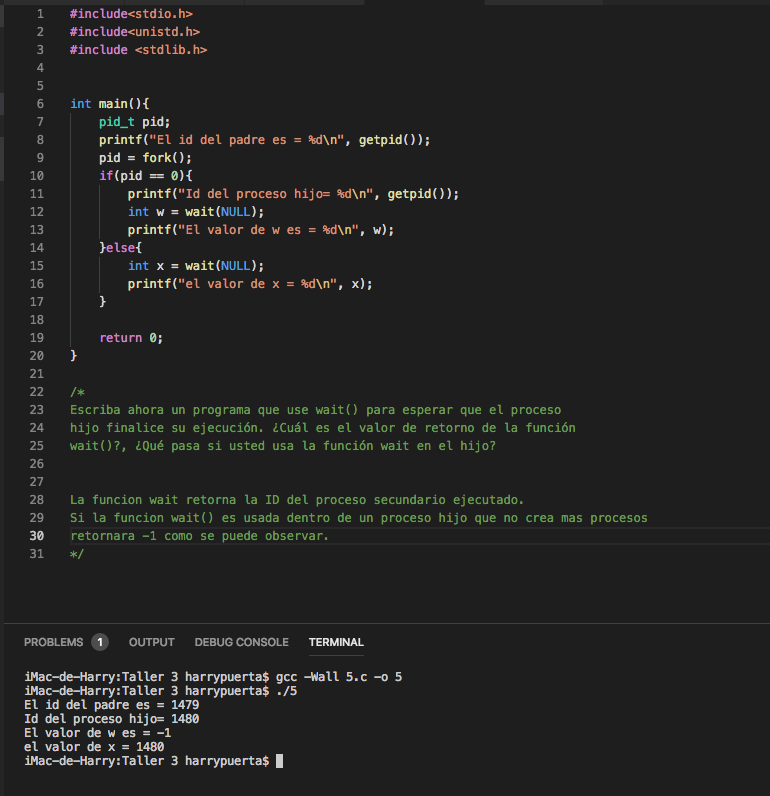 1 #include<stdio.h>
2 #include<unistd.h>
3 #include <stdlib.h>
4
5
6 int main(){
7 pid_t pid;
8 printf("El id del padre es = %d\n", getpid());
9 pid = fork();
10 if(pid == 0){
11 printf("Id del proceso hijo= %d\n", getpid());
12 int w = wait(NULL);
13 printf("El valor de w es = %d\n", w);
14 }else{
15 int x = wait(NULL);
16 printf("el valor de x = %d\n", x);
17 }
18
19 return 0;
20 }
21
22 /*
23 Escriba ahora un programa que use wait() para esperar que el proceso
24 hijo finalice su ejecución. ¿Cuál es el valor de retorno de la función
25 wait()?, ¿Qué pasa si usted usa la función wait en el hijo?
26
27
28 La funcion wait retorna la ID del proceso secundario ejecutado.
29 Si la funcion wait() es usada dentro de un proceso hijo que no crea mas procesos
30 retornara -1 como se puede observar.
31 */
PROBLEMS 1 OUTPUT DEBUG CONSOLE TERMINAL
iMac-de-Harry:Taller 3 harrypuerta$ gcc -Wall 5.c -o 5
iMac-de-Harry:Taller 3 harrypuerta$ ./5
El id del padre es = 1479
Id del proceso hijo= 1480
El valor de w es = -1
el valor de x = 1480
iMac-de-Harry:Taller 3 harrypuerta$